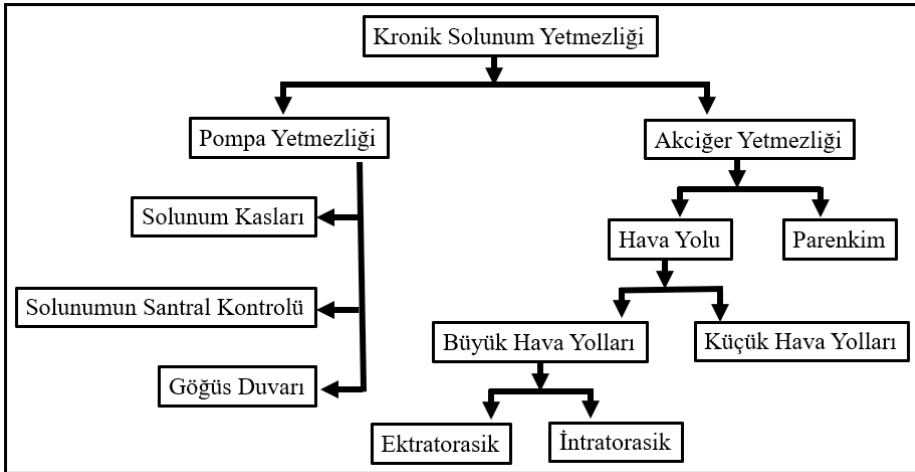 Kronik Solunum Yetmezliği
Pompa Yetmezliği
Akciğer Yetmezliği
Solunum Kasları
Hava Yolu
Parenkim
Solunumun Santral Kontrolü
Büyük Hava Yolları
Küçük Hava Yolları
Göğüs Duvarı
Ektratorasik
İntratorasik